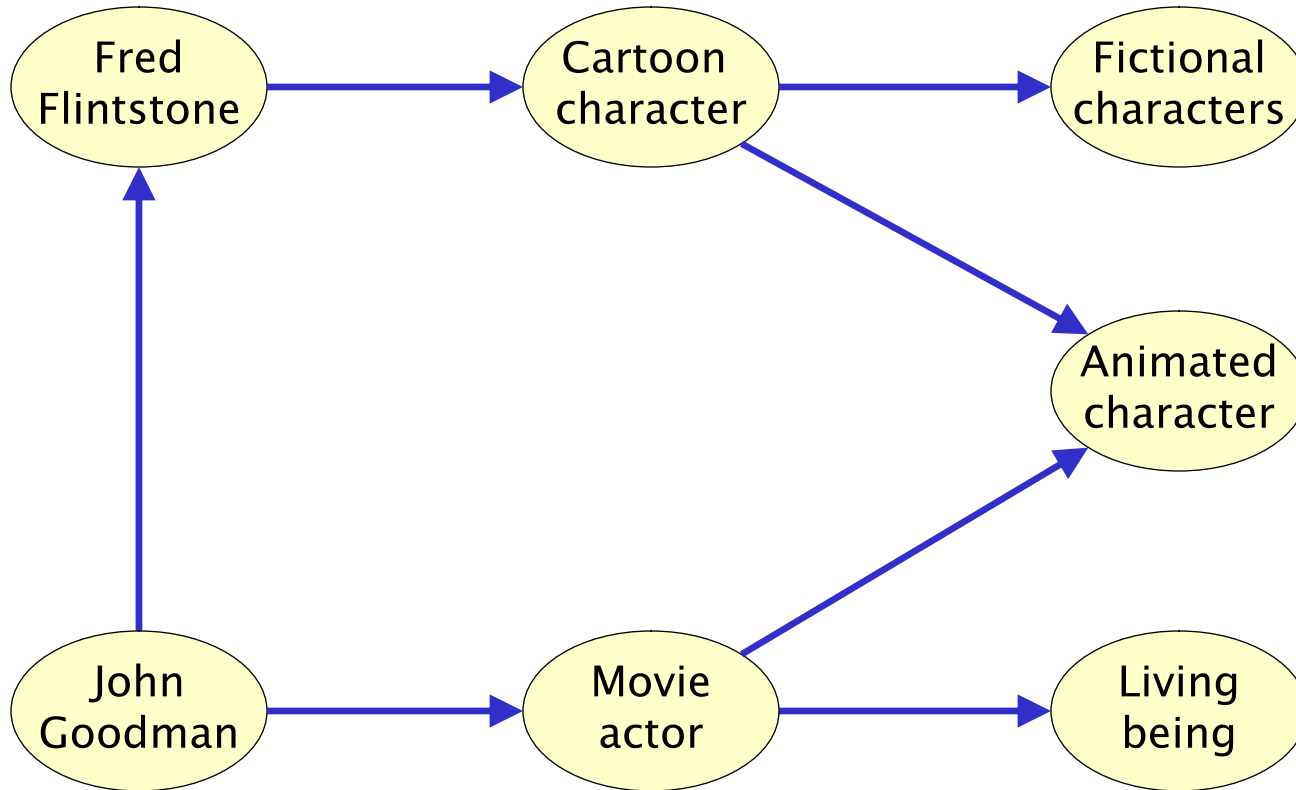 Fred
Flintstone
Cartoon
character
Fictional
characters
Animated
character
John
Goodman
Movie
actor
Living
being